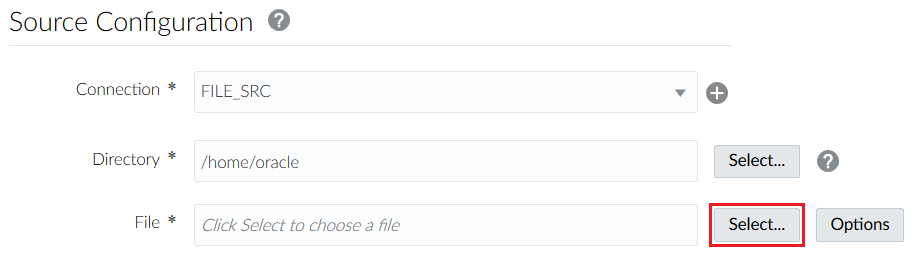 Source Configuration ?
Connection * FILE_SRC +
Directory * /home/oracle Select... ?
File * Click Select to choose a file Select... Options